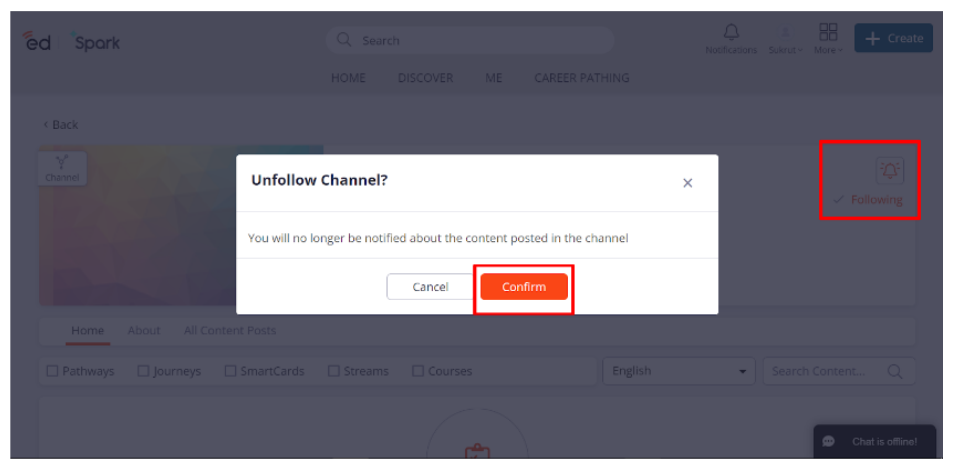 ed Spark
Search
Notifications
Sukrut
More
+ Create
HOME DISCOVER ME CAREER PATHING
< Back
Channel
Following
Unfollow Channel?
You will no longer be notified about the content posted in the channel
Cancel Confirm
Home About All Content Posts
Pathways Journeys SmartCards Streams Courses
English
Search Content...
Chat is offline!